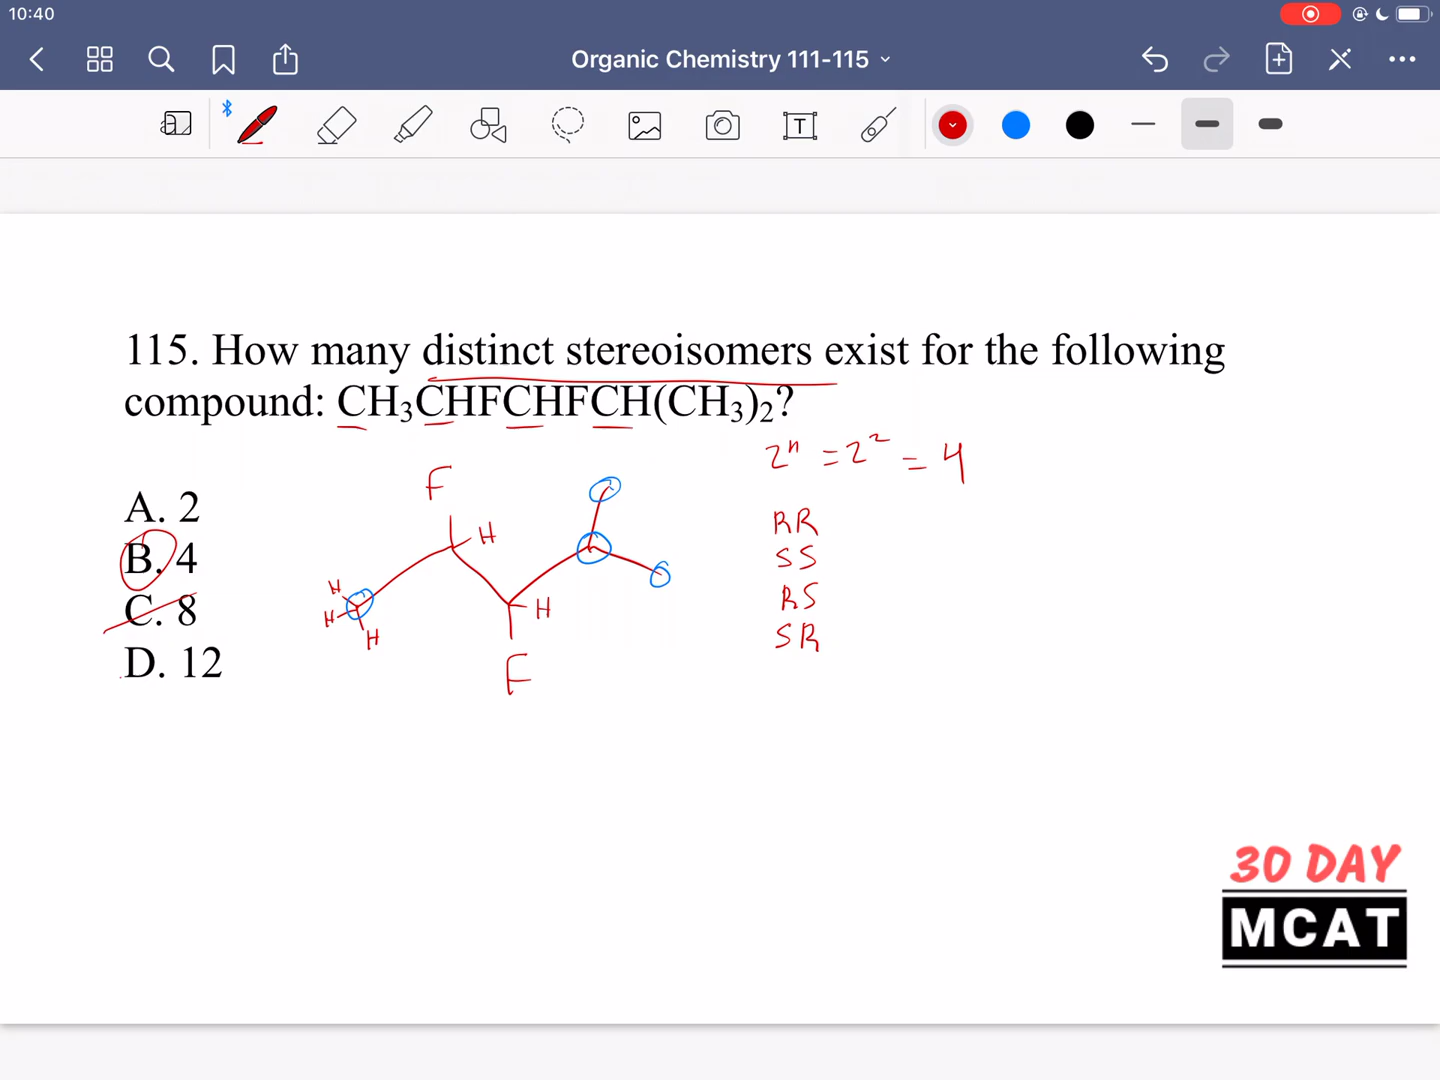 10:40
Organic Chemistry 111-115
T
115. How many distinct stereoisomers exist for the following
compound: CH₃CHFCHFCH(CH₃)₂?
2ⁿ = 2² = 4
A. 2
B. 4
C. 8
D. 12
F
H
H
H
H
H
F
RR
SS
RS
SR
30 DAY
MCAT